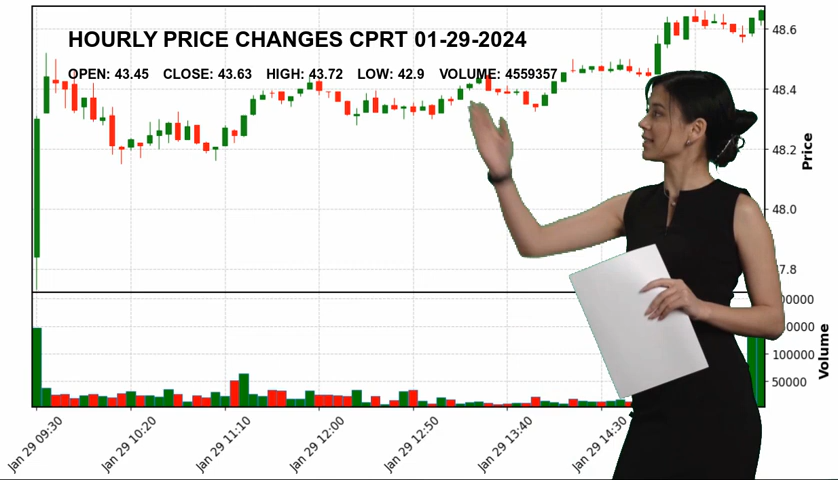 HOURLY PRICE CHANGES CPRT 01-29-2024
OPEN: 43.45 CLOSE: 43.63 HIGH: 43.72 LOW: 42.9 VOLUME: 4559357
48.6
48.4
48.2
48.0
7.8
Price
0000
50000
100000
50000
Volume
Jan 29 09:30
Jan 29 10:20
Jan 29 11:10
Jan 29 12:00
Jan 29 12:50
Jan 29 13:40
Jan 29 14:30